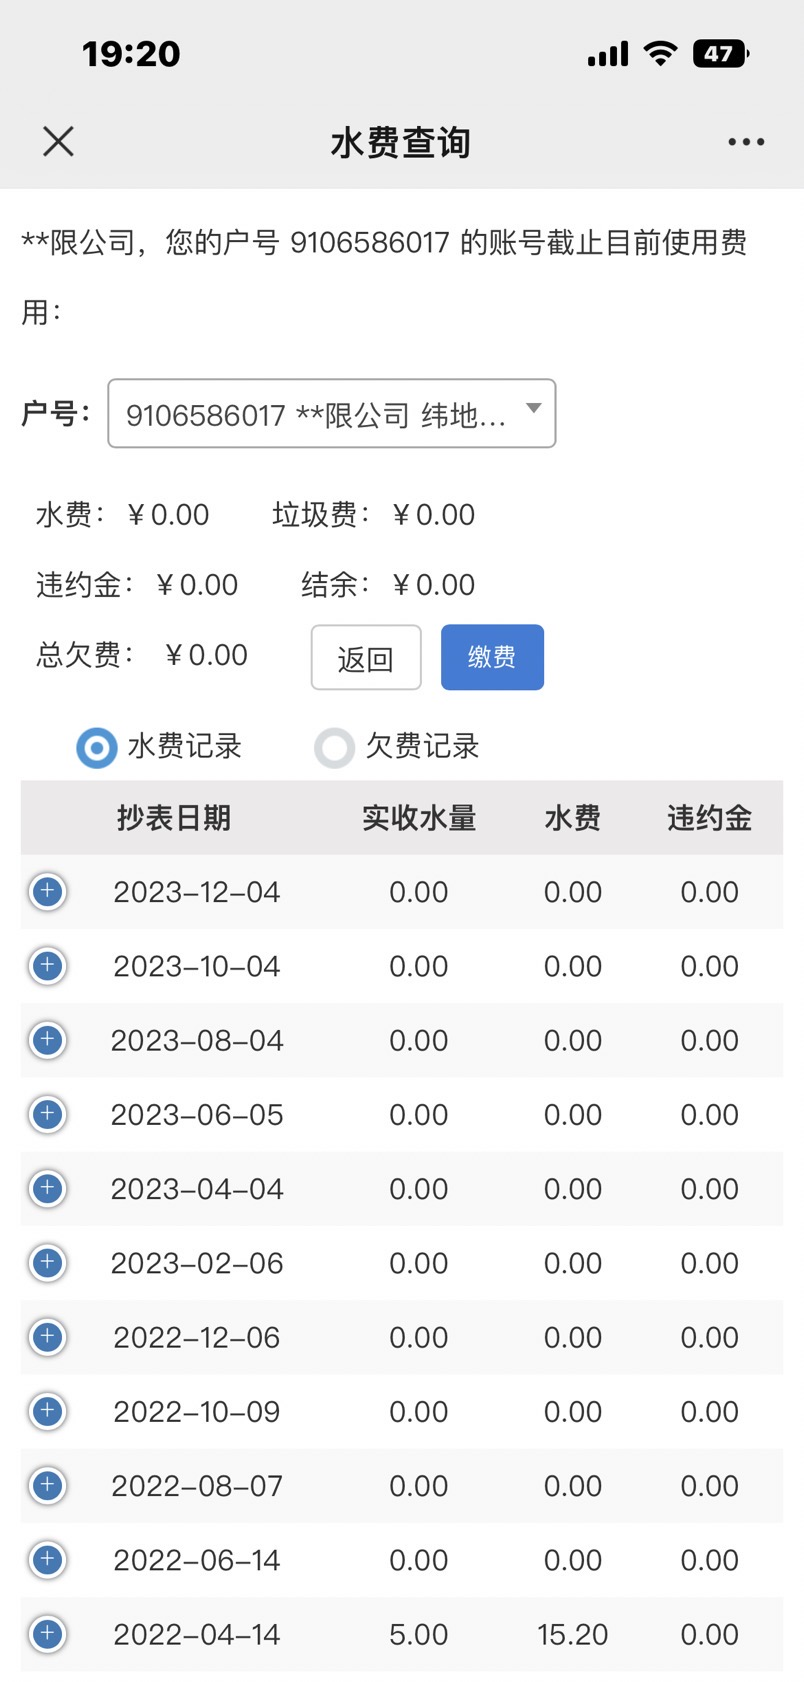 19:20 47
水费查询
**限公司，您的户号 9106586017 的账号截止目前使用费
用：
户号： 9106586017 **限公司 纬地...
水费： ￥0.00 垃圾费： ￥0.00
违约金： ￥0.00 结余： ￥0.00
总欠费： ￥0.00 返回 缴费
水费记录 欠费记录
抄表日期 实收水量 水费 违约金
2023-12-04 0.00 0.00 0.00
2023-10-04 0.00 0.00 0.00
2023-08-04 0.00 0.00 0.00
2023-06-05 0.00 0.00 0.00
2023-04-04 0.00 0.00 0.00
2023-02-06 0.00 0.00 0.00
2022-12-06 0.00 0.00 0.00
2022-10-09 0.00 0.00 0.00
2022-08-07 0.00 0.00 0.00
2022-06-14 0.00 0.00 0.00
2022-04-14 5.00 15.20 0.00